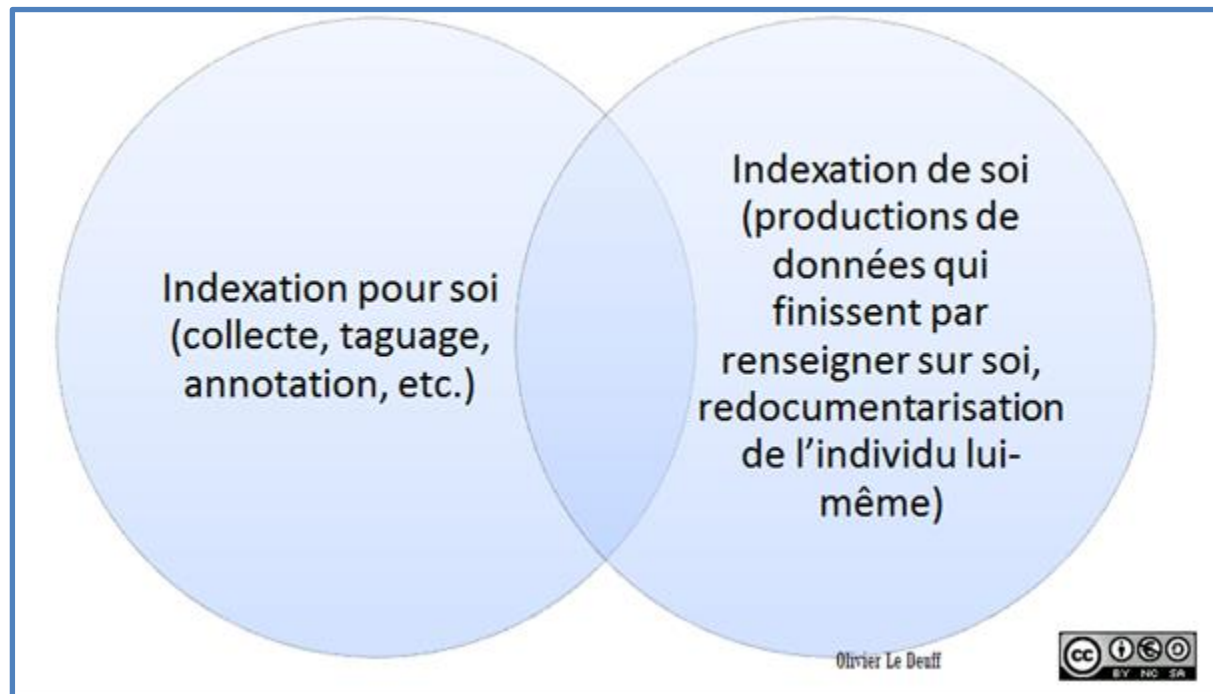 Indexation pour soi
(collecte, taguage,
annotation, etc.)
Indexation de soi
(productions de
données qui
finissent par
renseigner sur soi,
redocumentarisation
de l’individu lui-
même)
Olivier Le Deuff
cc
BY NC SA